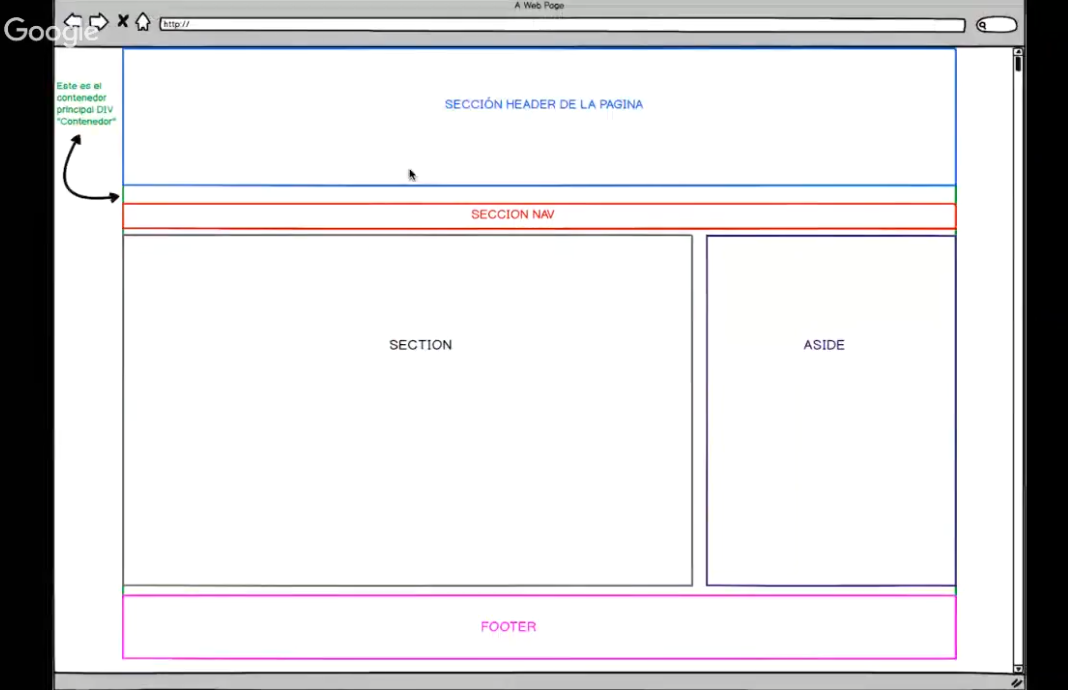 A Web Page
Google
http://
Este es el
contenedor
principal DIV
"Contenedor"
SECCIÓN HEADER DE LA PAGINA
SECCION NAV
SECTION
ASIDE
FOOTER